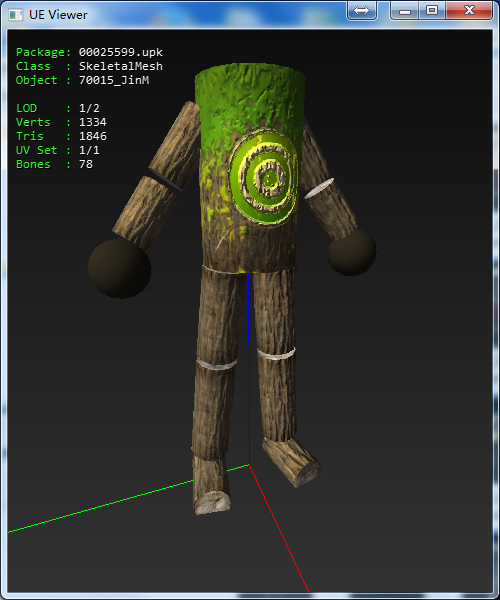 UE Viewer
Package: 00025599.upk
Class  : SkeletalMesh
Object : 70015_JinM
LOD    : 1/2
Verts  : 1334
Tris   : 1846
UV Set : 1/1
Bones  : 78